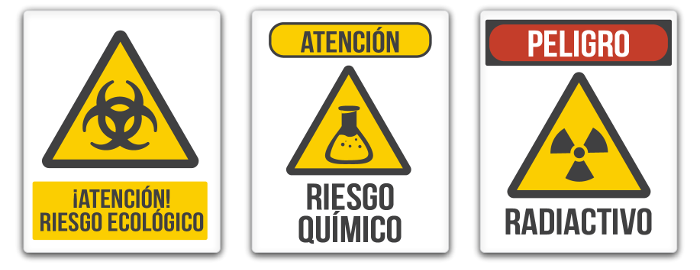 ¡ATENCIÓN!
RIESGO ECOLÓGICO
ATENCIÓN
RIESGO
QUÍMICO
PELIGRO
RADIACTIVO